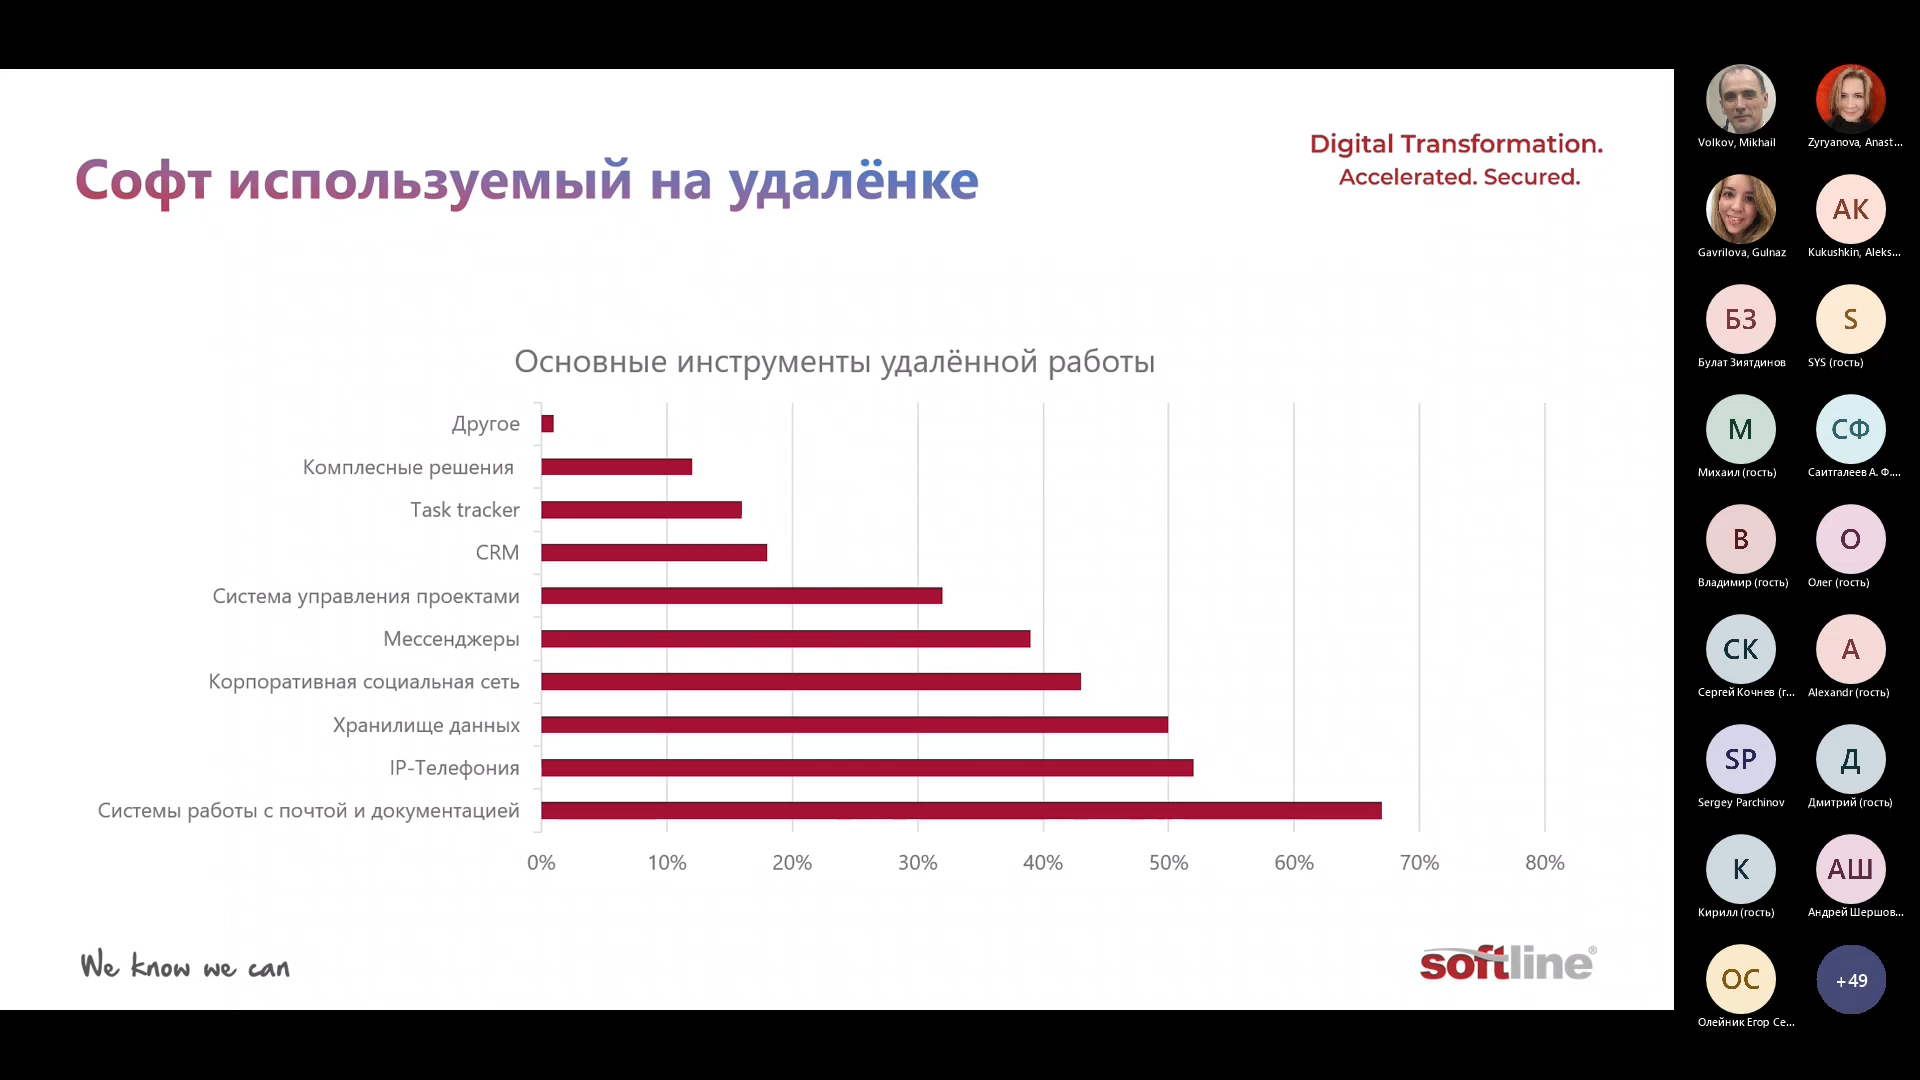 Софт используемый на удалёнке
Digital Transformation.
Accelerated. Secured.
Основные инструменты удалённой работы
Другое
Комплесные решения
Task tracker
CRM
Система управления проектами
Мессенджеры
Корпоративная социальная сеть
Хранилище данных
IP-Телефония
Системы работы с почтой и документацией
0% 10% 20% 30% 40% 50% 60% 70% 80%
We know we can
softline®
Volkov, Mikhail
Zyryanova, Anast...
Gavrilova, Gulnaz
АК
Kukushkin, Aleks...
БЗ
Булат Зиятдинов
S
SYS (гость)
М
Михаил (гость)
СФ
Саитгалеев А. Ф....
В
Владимир (гость)
О
Олег (гость)
СК
Сергей Кочнев (г...
A
Alexandr (гость)
SP
Sergey Parchinov
Д
Дмитрий (гость)
К
Кирилл (гость)
АШ
Андрей Шершов...
ОС
Олейник Егор Се...
+49